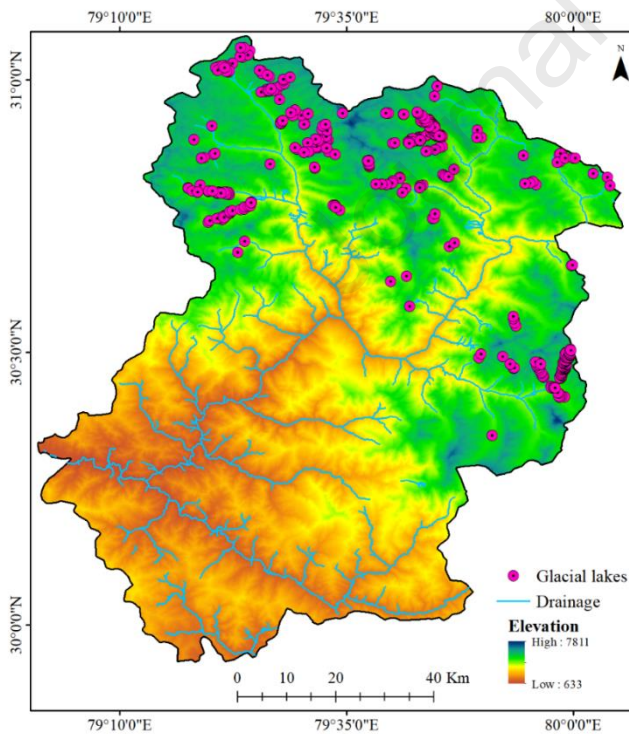 79°10'0"E 79°35'0"E 80°0'0"E
N
31°0'0"N
30°30'0"N
30°0'0"N
Glacial lakes
Drainage
Elevation
High : 7811
Low : 633
0 10 20 40 Km
79°10'0"E 79°35'0"E 80°0'0"E